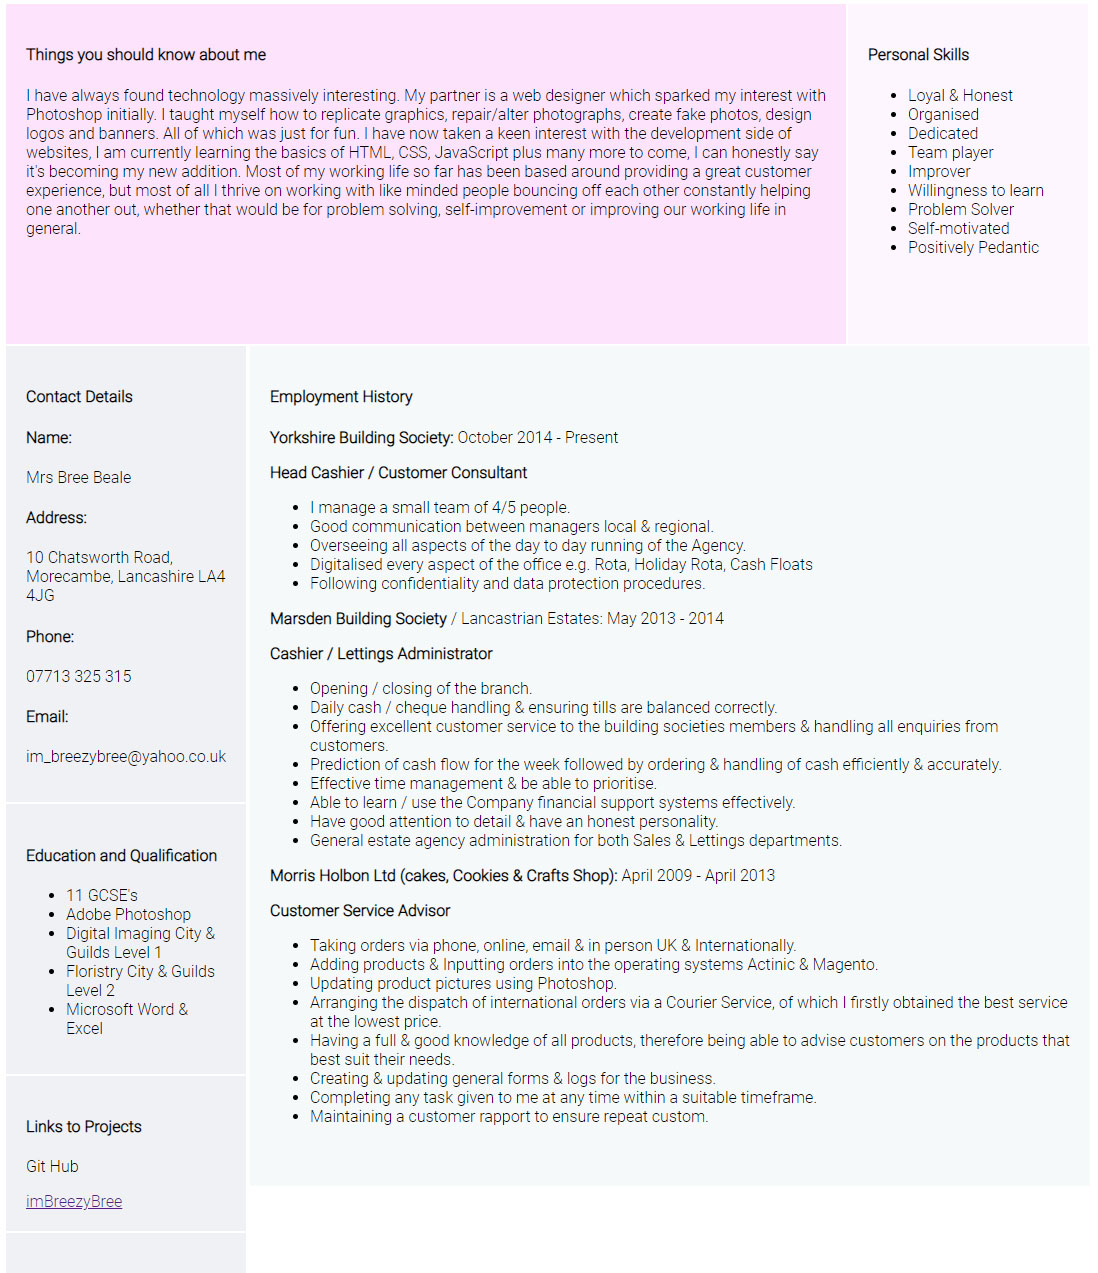 Things you should know about me
I have always found technology massively interesting. My partner is a web designer which sparked my interest with
Photoshop initially. I taught myself how to replicate graphics, repair/alter photographs, create fake photos, design
logos and banners. All of which was just for fun. I have now taken a keen interest with the development side of
websites, I am currently learning the basics of HTML, CSS, JavaScript plus many more to come, I can honestly say
it's becoming my new addition. Most of my working life so far has been based around providing a great customer
experience, but most of all I thrive on working with like minded people bouncing off each other constantly helping
one another out, whether that would be for problem solving, self-improvement or improving our working life in
general.
Personal Skills
Loyal & Honest
Organised
Dedicated
Team player
Improver
Willingness to learn
Problem Solver
Self-motivated
Positively Pedantic
Contact Details
Name:
Mrs Bree Beale
Address:
10 Chatsworth Road,
Morecambe, Lancashire LA4
4JG
Phone:
07713 325 315
Email:
im_breezybree@yahoo.co.uk
Education and Qualification
11 GCSE's
Adobe Photoshop
Digital Imaging City &
Guilds Level 1
Floristry City & Guilds
Level 2
Microsoft Word &
Excel
Links to Projects
Git Hub
imBreezyBree
Employment History
Yorkshire Building Society: October 2014 - Present
Head Cashier / Customer Consultant
I manage a small team of 4/5 people.
Good communication between managers local & regional.
Overseeing all aspects of the day to day running of the Agency.
Digitalised every aspect of the office e.g. Rota, Holiday Rota, Cash Floats
Following confidentiality and data protection procedures.
Marsden Building Society / Lancastrian Estates: May 2013 - 2014
Cashier / Lettings Administrator
Opening / closing of the branch.
Daily cash / cheque handling & ensuring tills are balanced correctly.
Offering excellent customer service to the building societies members & handling all enquiries from
customers.
Prediction of cash flow for the week followed by ordering & handling of cash efficiently & accurately.
Effective time management & be able to prioritise.
Able to learn / use the Company financial support systems effectively.
Have good attention to detail & have an honest personality.
General estate agency administration for both Sales & Lettings departments.
Morris Holbon Ltd (cakes, Cookies & Crafts Shop): April 2009 - April 2013
Customer Service Advisor
Taking orders via phone, online, email & in person UK & Internationally.
Adding products & Inputting orders into the operating systems Actinic & Magento.
Updating product pictures using Photoshop.
Arranging the dispatch of international orders via a Courier Service, of which I firstly obtained the best service
at the lowest price.
Having a full & good knowledge of all products, therefore being able to advise customers on the products that
best suit their needs.
Creating & updating general forms & logs for the business.
Completing any task given to me at any time within a suitable timeframe.
Maintaining a customer rapport to ensure repeat custom.